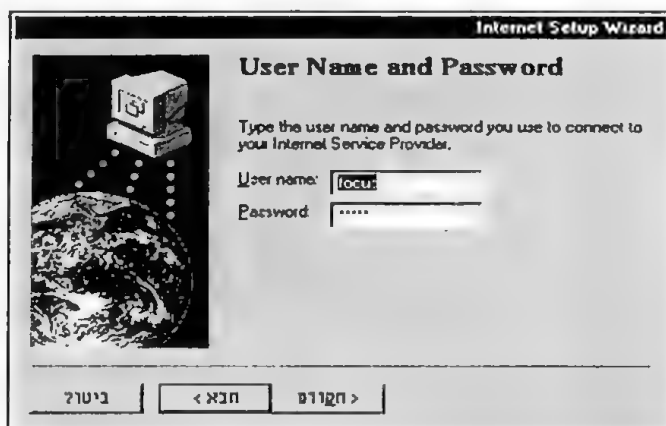 Internet Setup Wizard
User Name and Password
Type the user name and password you use to connect to
your Internet Service Provider.
User name: focus
Password: *****
ביטול
הבא >
< הקודם